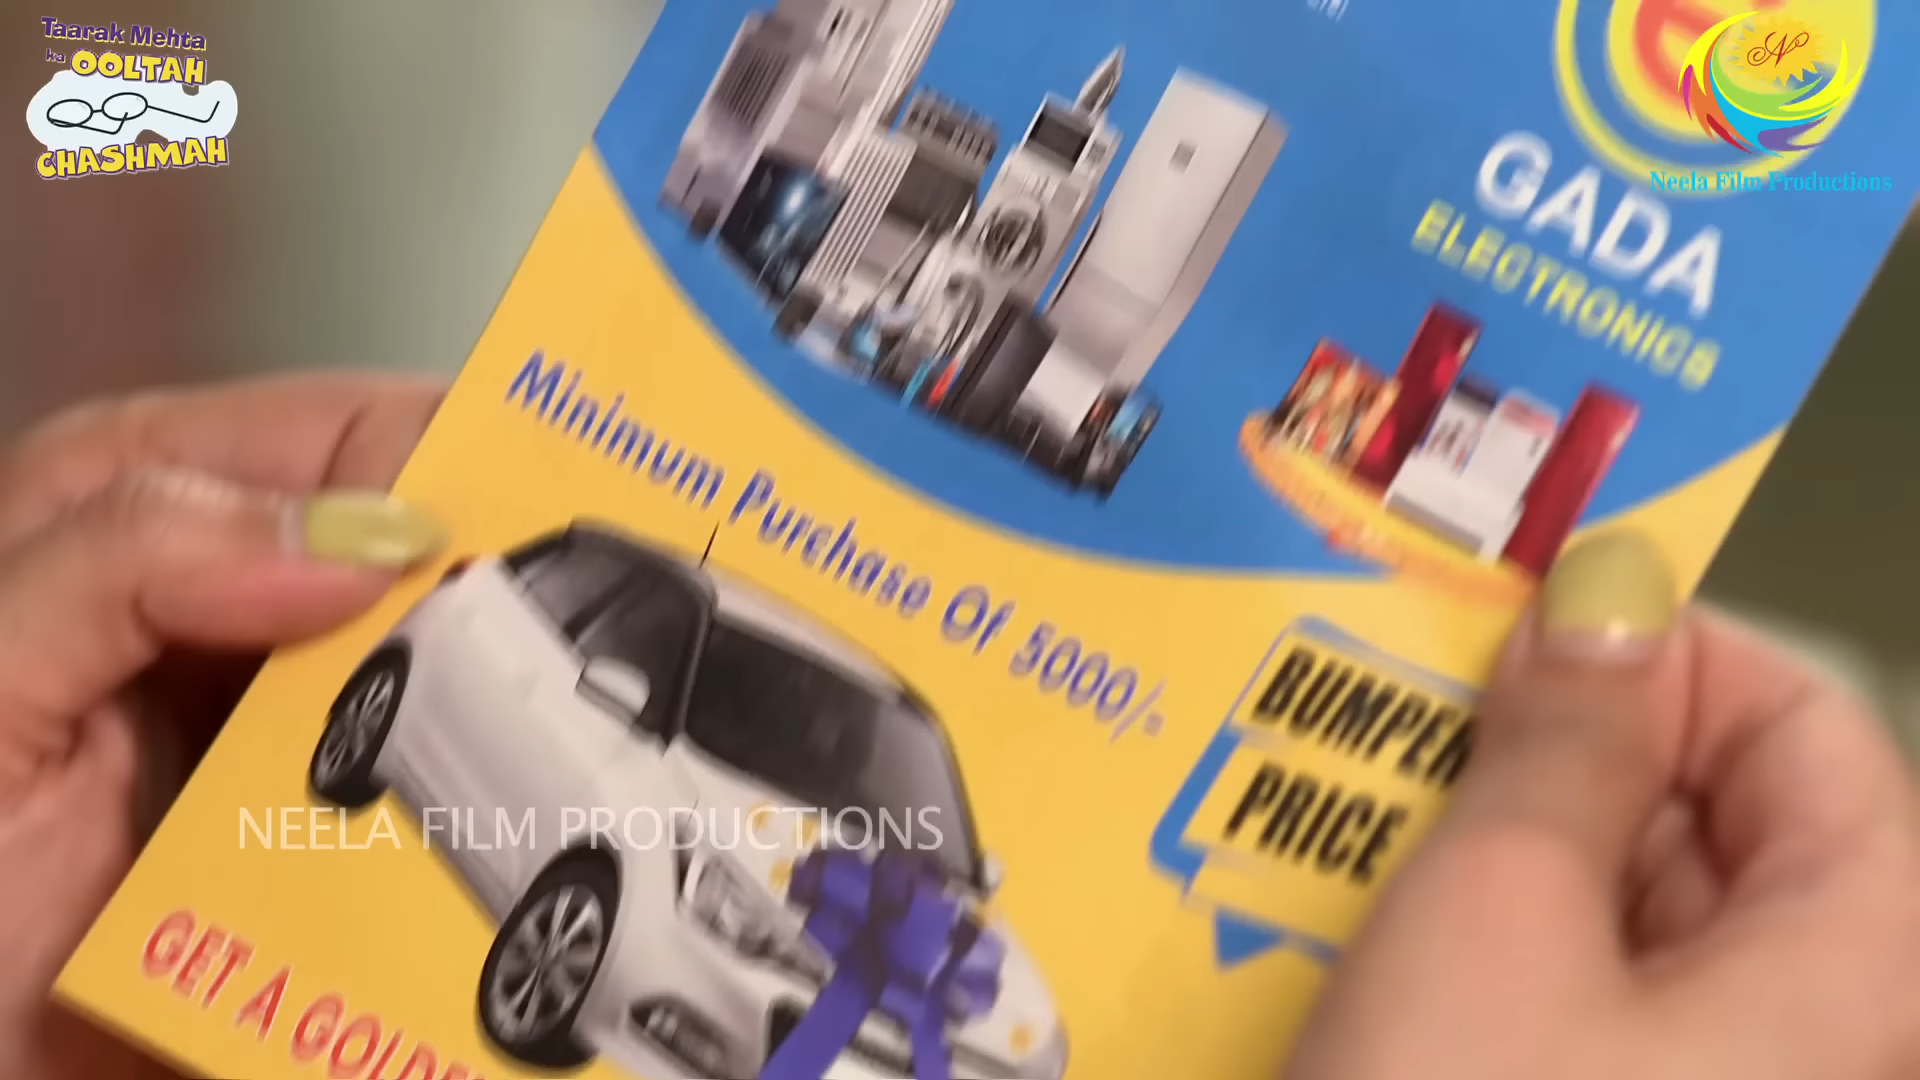 Taarak Mehta
ka OOLTAH
CHASHMAH
Neela Film Productions
GADA
ELECTRONICS
Minimum Purchase Of 5000/-
BUMPER
PRICE
NEELA FILM PRODUCTIONS
GET A